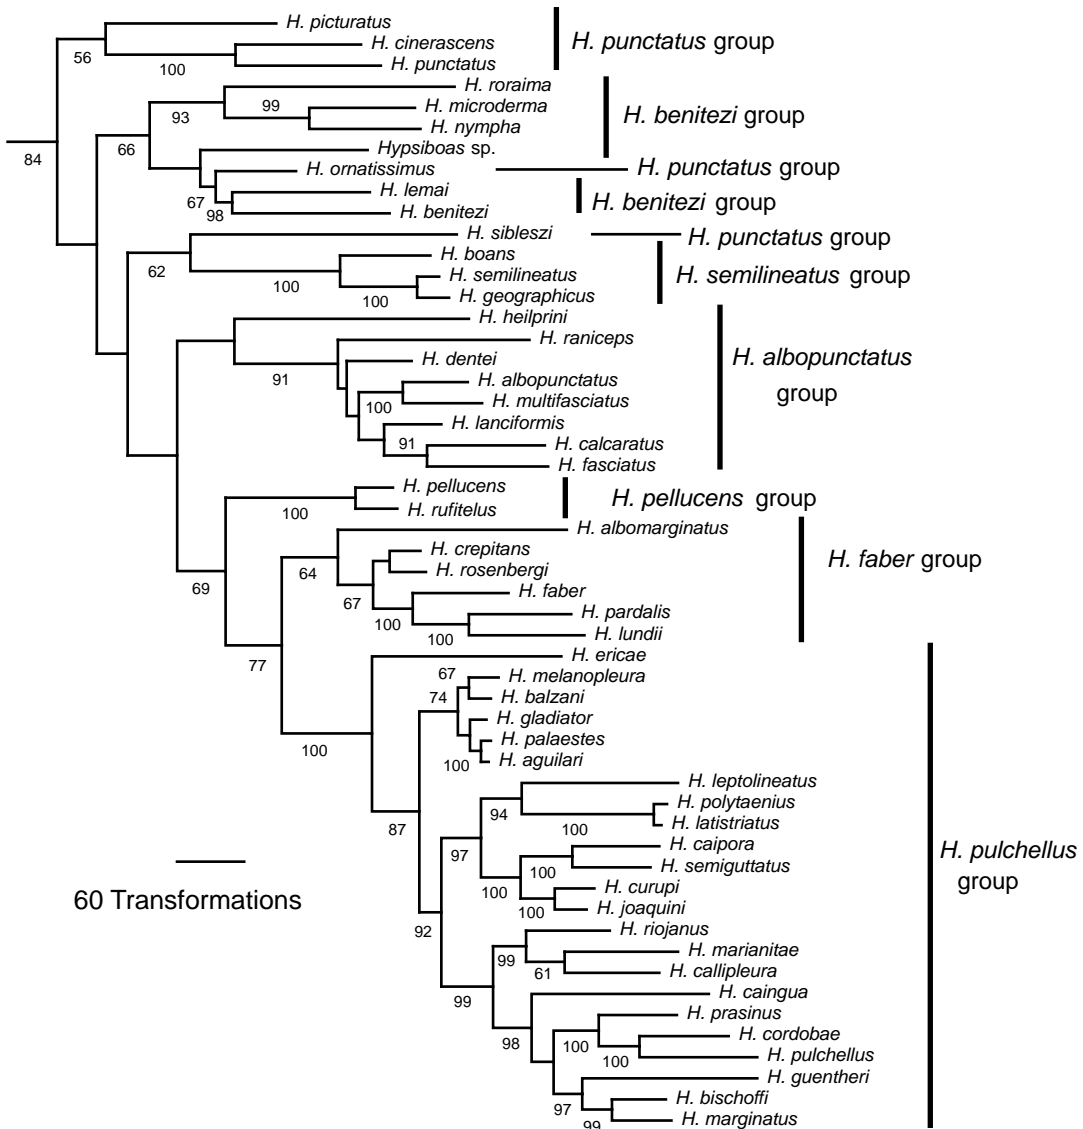 H. picturatus
56
H. cinerascens
H. punctatus group
100
H. punctatus
H. roraima
99
H. microderma
93
H. benitezi group
H. nympha
84
66
Hypsiboas sp.
H. ornatissimus
H. punctatus group
H. lemai
67
98
H. benitezi
H. benitezi group
H. sibleszi
H. punctatus group
H. boans
62
H. semilineatus
H. semilineatus group
100
100
H. geographicus
H. heilprini
H. raniceps
H. dentei
H. albopunctatus
group
91
H. albopunctatus
100
H. multifasciatus
H. lanciformis
91
H. calcaratus
H. fasciatus
H. pellucens
H. pellucens group
100
H. rufitelus
H. albomarginatus
H. crepitans
H. faber group
64
H. rosenbergi
69
67
H. faber
100
H. pardalis
100
H. lundii
77
H. ericae
67
H. melanopleura
74
H. balzani
H. gladiator
100
H. palaestes
100
H. aguilari
H. leptolineatus
94
H. polytaenius
87
100
H. latistriatus
H. caipora
97
H. pulchellus
group
100
H. semiguttatus
100
H. curupi
60 Transformations
100
H. joaquini
92
H. riojanus
99
H. marianitae
61
H. callipleura
99
H. caingua
H. prasinus
98
100
H. cordobae
100
H. pulchellus
H. guentheri
97
H. bischoffi
99
H. marginatus